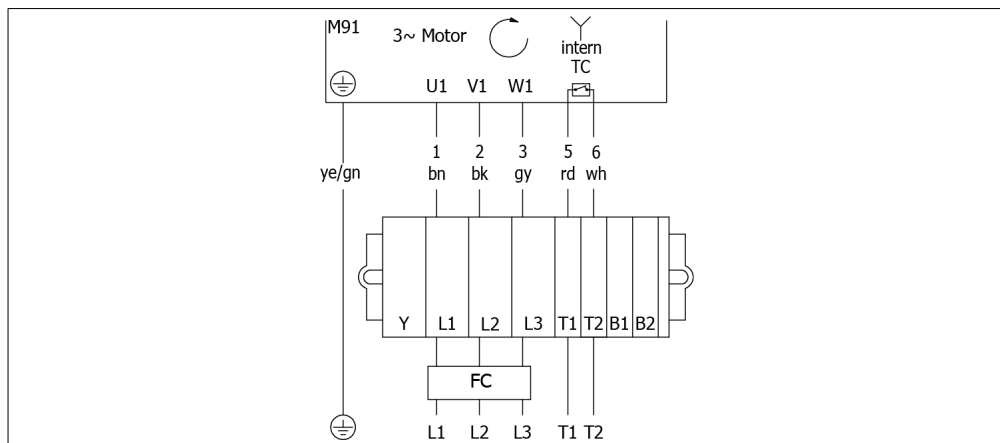 M91
3~ Motor
intern
TC
U1 V1 W1
1 2 3 5 6
ye/gn bn bk gy rd wh
Y L1 L2 L3 T1 T2 B1 B2
FC
L1 L2 L3 T1 T2